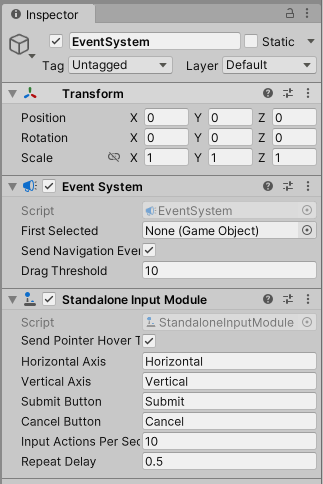 Inspector
EventSystem Static
Tag Untagged Layer Default
Transform
Position X 0 Y 0 Z 0
Rotation X 0 Y 0 Z 0
Scale X 1 Y 1 Z 1
Event System
Script EventSystem
First Selected None (Game Object)
Send Navigation Ever
Drag Threshold 10
Standalone Input Module
Script StandaloneInputModule
Send Pointer Hover T
Horizontal Axis Horizontal
Vertical Axis Vertical
Submit Button Submit
Cancel Button Cancel
Input Actions Per Sec 10
Repeat Delay 0.5